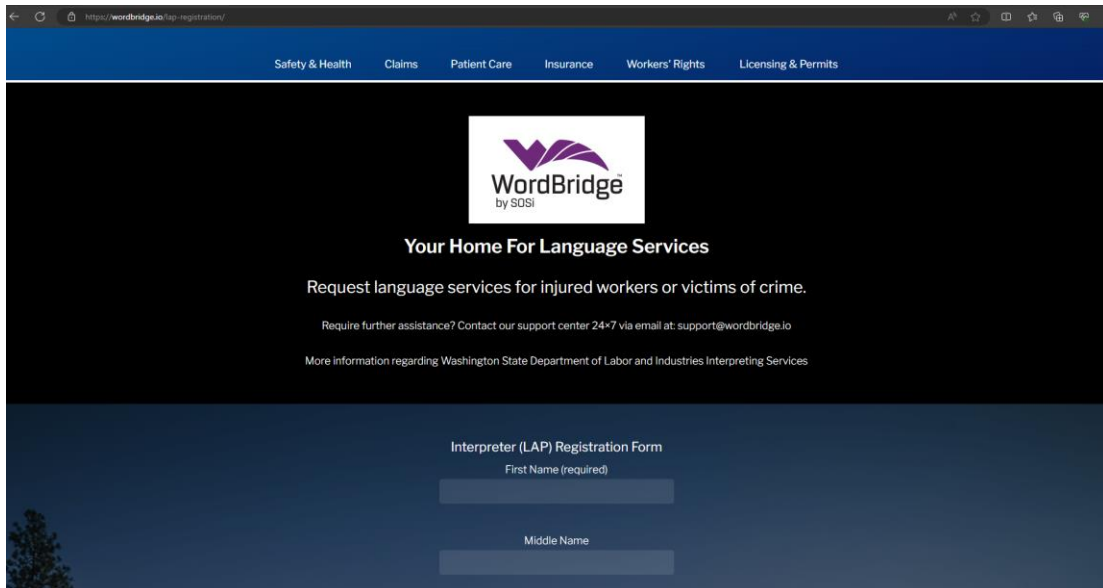 https://wordbridge.io/lap-registration/
Safety & Health Claims Patient Care Insurance Workers' Rights Licensing & Permits
WordBridge™
by SOSi
Your Home For Language Services
Request language services for injured workers or victims of crime.
Require further assistance? Contact our support center 24×7 via email at: support@wordbridge.io
More information regarding Washington State Department of Labor and Industries Interpreting Services
Interpreter (LAP) Registration Form
First Name (required)
Middle Name